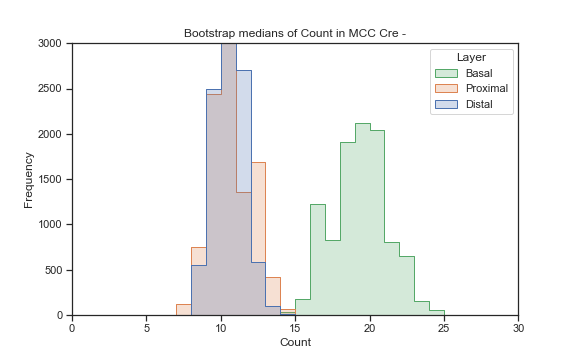 Bootstrap medians of Count in MCC Cre -
Layer
Basal
Proximal
Distal
Frequency
3000
2500
2000
1500
1000
500
0
0 5 10 15 20 25 30
Count